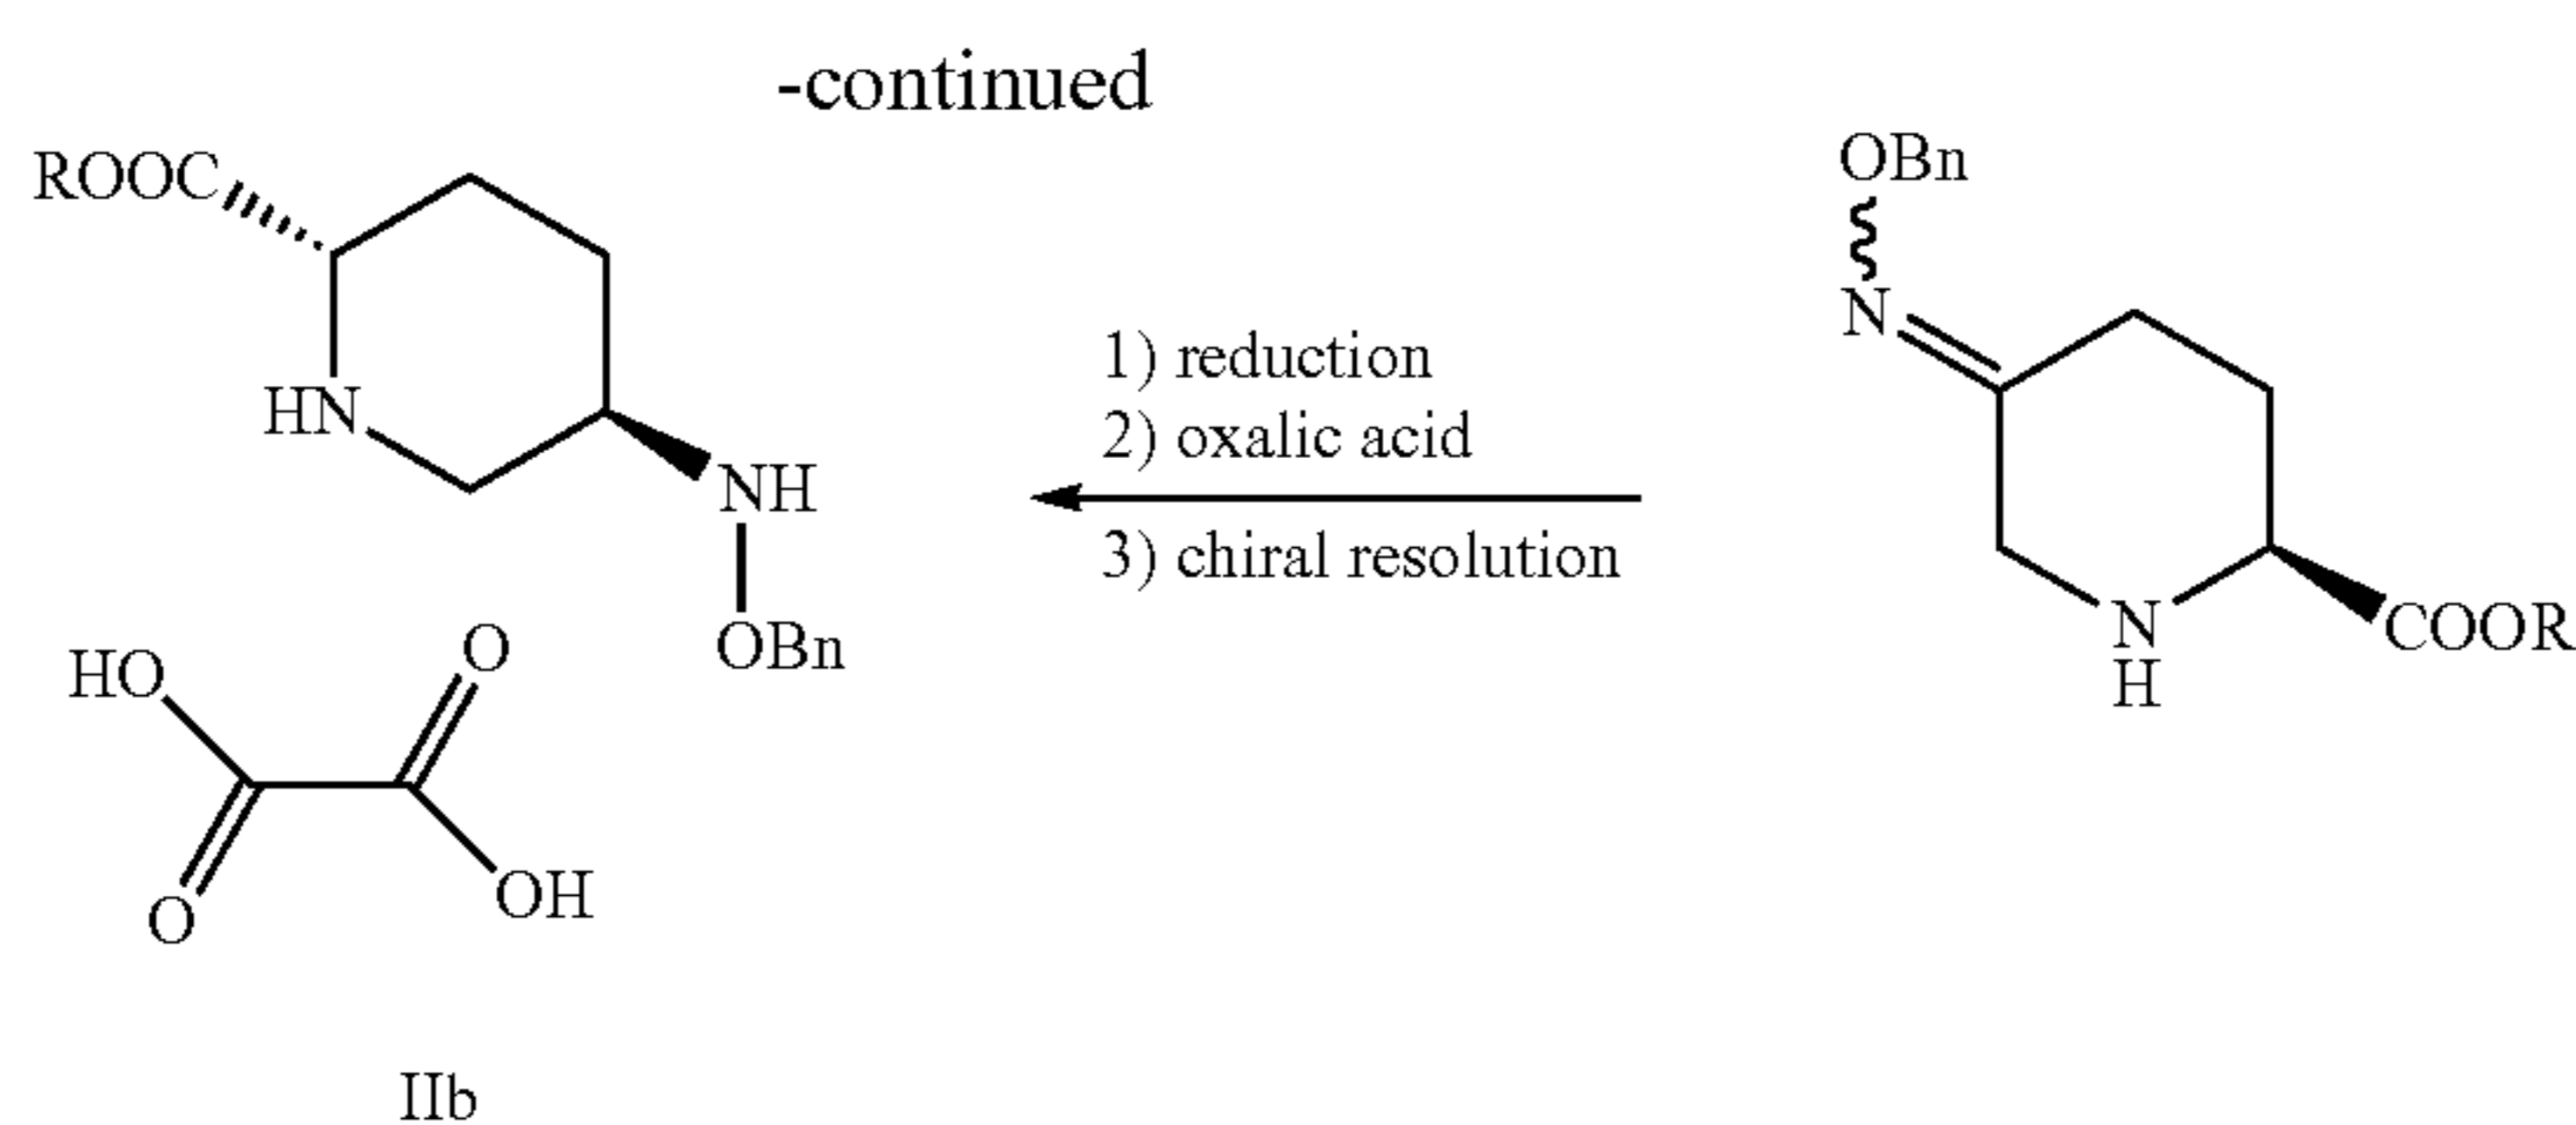 -continued
ROOC
HN
NH
OBn
HO
O
O
OH
IIb
1) reduction
2) oxalic acid
3) chiral resolution
OBn
N
N
H
COOR